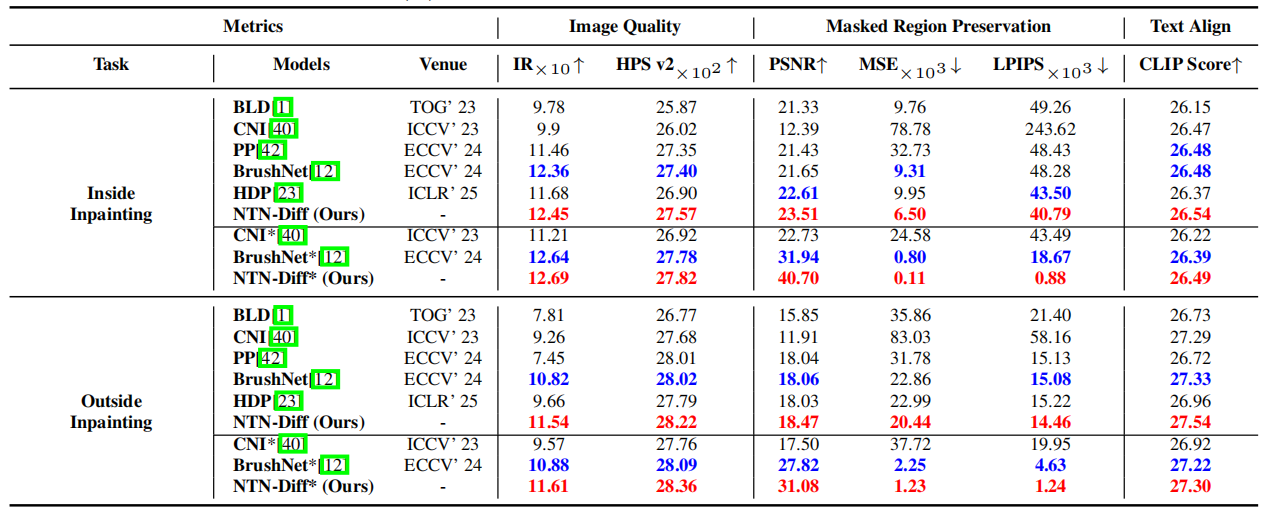 Metrics Image Quality Masked Region Preservation Text Align
Task Models Venue IR×10↑ HPS v2×10²↑ PSNR↑ MSE×10³↓ LPIPS×10³↓ CLIP Score↑
BLD[1] TOG' 23 9.78 25.87 21.33 9.76 49.26 26.15
CNI[40] ICCV' 23 9.9 26.02 12.39 78.78 243.62 26.47
PP[42] ECCV' 24 11.46 27.35 21.43 32.73 48.43 26.48
BrushNet[12] ECCV' 24 12.36 27.40 21.65 9.31 48.28 26.48
Inside HDP[23] ICLR' 25 11.68 26.90 22.61 9.95 43.50 26.37
Inpainting NTN-Diff (Ours) - 12.45 27.57 23.51 6.50 40.79 26.54
CNI*[40] ICCV' 23 11.21 26.92 22.73 24.58 43.49 26.22
BrushNet*[12] ECCV' 24 12.64 27.78 31.94 0.80 18.67 26.39
NTN-Diff* (Ours) - 12.69 27.82 40.70 0.11 0.88 26.49
BLD[1] TOG' 23 7.81 26.77 15.85 35.86 21.40 26.73
CNI[40] ICCV' 23 9.26 27.68 11.91 83.03 58.16 27.29
PP[42] ECCV' 24 7.45 28.01 18.04 31.78 15.13 26.72
BrushNet[12] ECCV' 24 10.82 28.02 18.06 22.86 15.08 27.33
Outside HDP[23] ICLR' 25 9.66 27.79 18.03 22.99 15.22 26.96
Inpainting NTN-Diff (Ours) - 11.54 28.22 18.47 20.44 14.46 27.54
CNI*[40] ICCV' 23 9.57 27.76 17.50 37.72 19.95 26.92
BrushNet*[12] ECCV' 24 10.88 28.09 27.82 2.25 4.63 27.22
NTN-Diff* (Ours) - 11.61 28.36 31.08 1.23 1.24 27.30